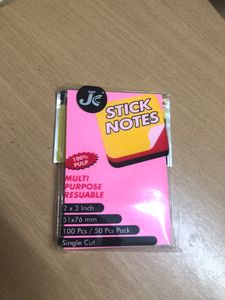 JC
STICK
NOTES
100%
PULP
MULTI
PURPOSE
RESUABLE
2 x 3 Inch
51x76 mm
100 Pcs / 50 Pcs Pack
Single Cut